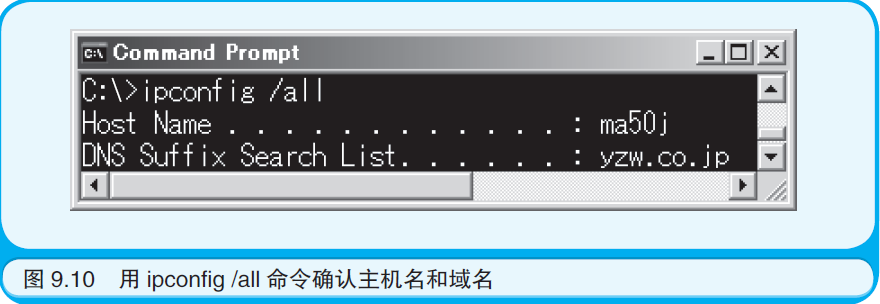 Command Prompt
C:\>ipconfig /all
Host Name . . . . . . . . . . . . : ma50j
DNS Suffix Search List. . . . . . : yzw.co.jp
图 9.10 用 ipconfig /all 命令确认主机名和域名